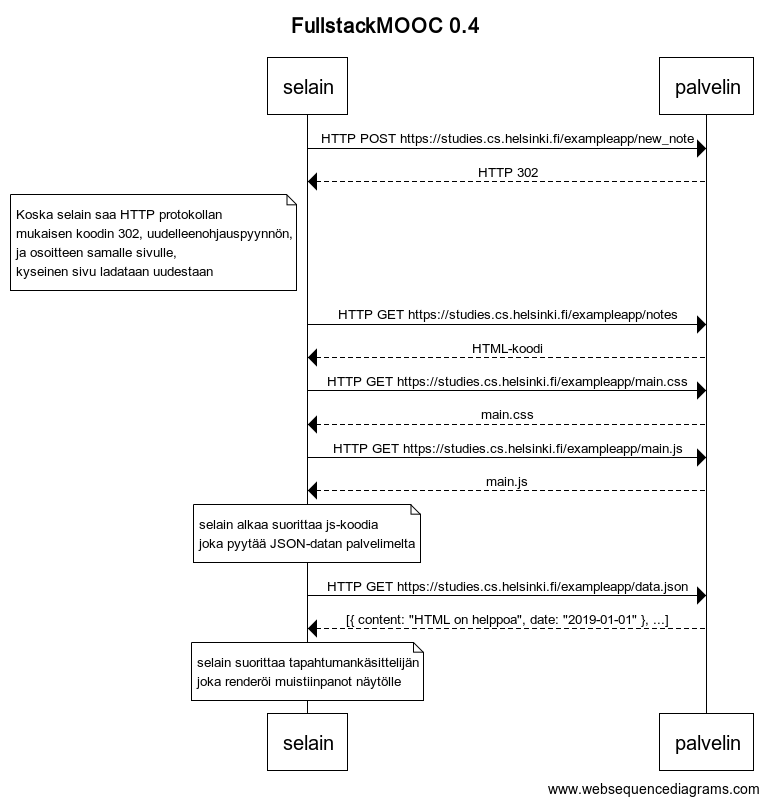 FullstackMOOC 0.4
selain
palvelin
HTTP POST https://studies.cs.helsinki.fi/exampleapp/new_note
HTTP 302
Koska selain saa HTTP protokollan
mukaisen koodin 302, uudelleenohjauspyynnön,
ja osoitteen samalle sivulle,
kyseinen sivu ladataan uudestaan
HTTP GET https://studies.cs.helsinki.fi/exampleapp/notes
HTML-koodi
HTTP GET https://studies.cs.helsinki.fi/exampleapp/main.css
main.css
HTTP GET https://studies.cs.helsinki.fi/exampleapp/main.js
main.js
selain alkaa suorittaa js-koodia
joka pyytää JSON-datan palvelimelta
HTTP GET https://studies.cs.helsinki.fi/exampleapp/data.json
[{ content: "HTML on helppoa", date: "2019-01-01" }, ...]
selain suorittaa tapahtumankäsittelijän
joka renderöi muistiinpanot näytölle
selain
palvelin
www.websequencediagrams.com